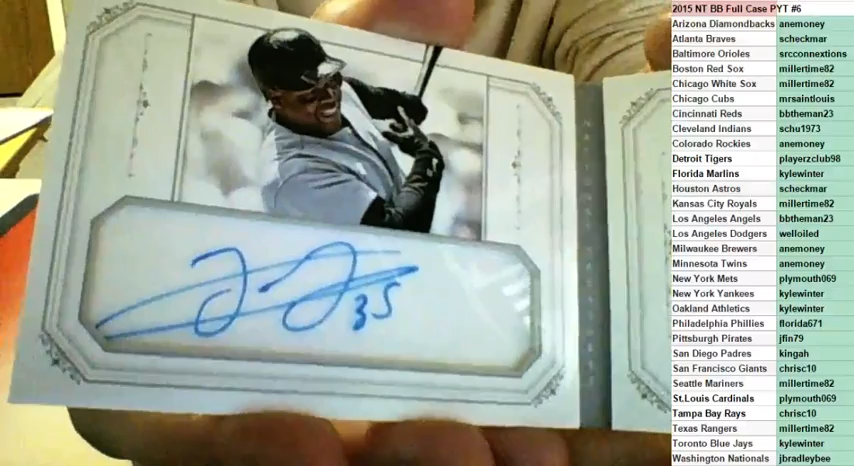 2015 NT BB Full Case PYT #6
Arizona Diamondbacks anemoney
Atlanta Braves scheckmar
Baltimore Orioles srcconnextions
Boston Red Sox millertime82
Chicago White Sox millertime82
Chicago Cubs mrsaintlouis
Cincinnati Reds bbtheman23
Cleveland Indians schu1973
Colorado Rockies anemoney
Detroit Tigers playerzclub98
Florida Marlins kylewinter
Houston Astros scheckmar
Kansas City Royals millertime82
Los Angeles Angels bbtheman23
Los Angeles Dodgers welloiled
Milwaukee Brewers anemoney
Minnesota Twins anemoney
New York Mets plymouth069
New York Yankees kylewinter
Oakland Athletics kylewinter
Philadelphia Phillies florida671
Pittsburgh Pirates jfin79
San Diego Padres kingah
San Francisco Giants chrisc10
Seattle Mariners millertime82
St.Louis Cardinals plymouth069
Tampa Bay Rays chrisc10
Texas Rangers millertime82
Toronto Blue Jays kylewinter
Washington Nationals jbradleybee
35